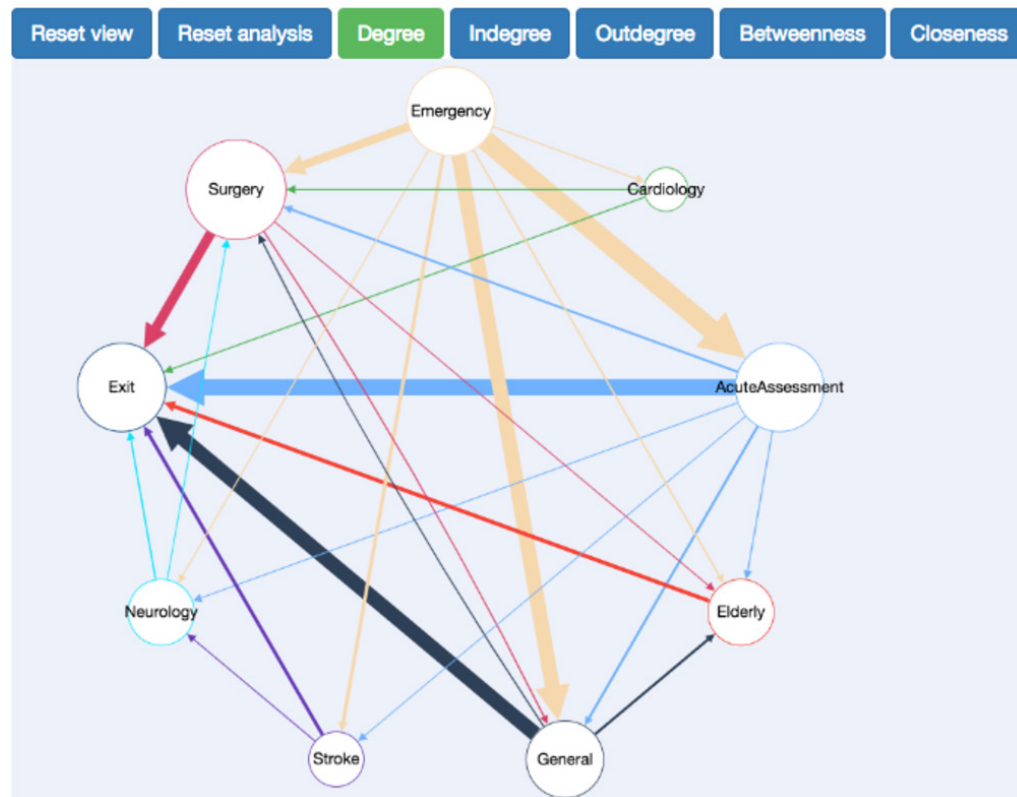 Reset view Reset analysis Degree Indegree Outdegree Betweenness Closeness
Emergency
Surgery
Cardiology
Exit
AcuteAssessment
Neurology
Elderly
Stroke
General